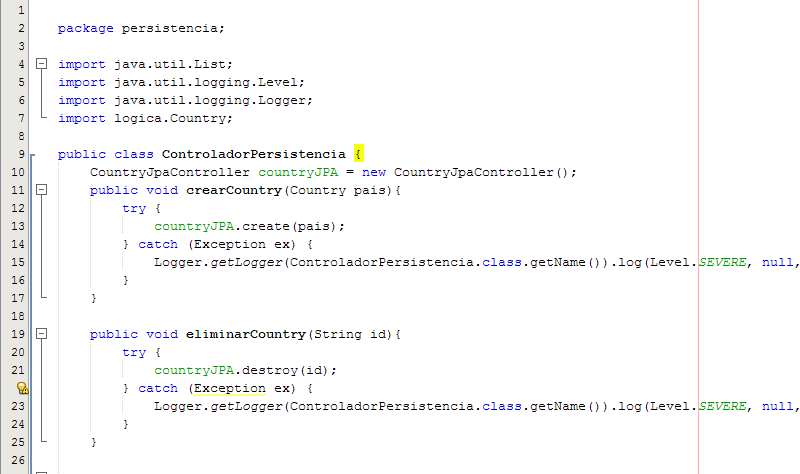 1
2 package persistencia;
3
4 import java.util.List;
5 import java.util.logging.Level;
6 import java.util.logging.Logger;
7 import logica.Country;
8
9 public class ControladorPersistencia {
10 CountryJpaController countryJPA = new CountryJpaController();
11 public void crearCountry(Country pais){
12 try {
13 countryJPA.create(pais);
14 } catch (Exception ex) {
15 Logger.getLogger(ControladorPersistencia.class.getName()).log(Level.SEVERE, null,
16 }
17 }
18
19 public void eliminarCountry(String id){
20 try {
21 countryJPA.destroy(id);
} catch (Exception ex) {
23 Logger.getLogger(ControladorPersistencia.class.getName()).log(Level.SEVERE, null,
24 }
25 }
26